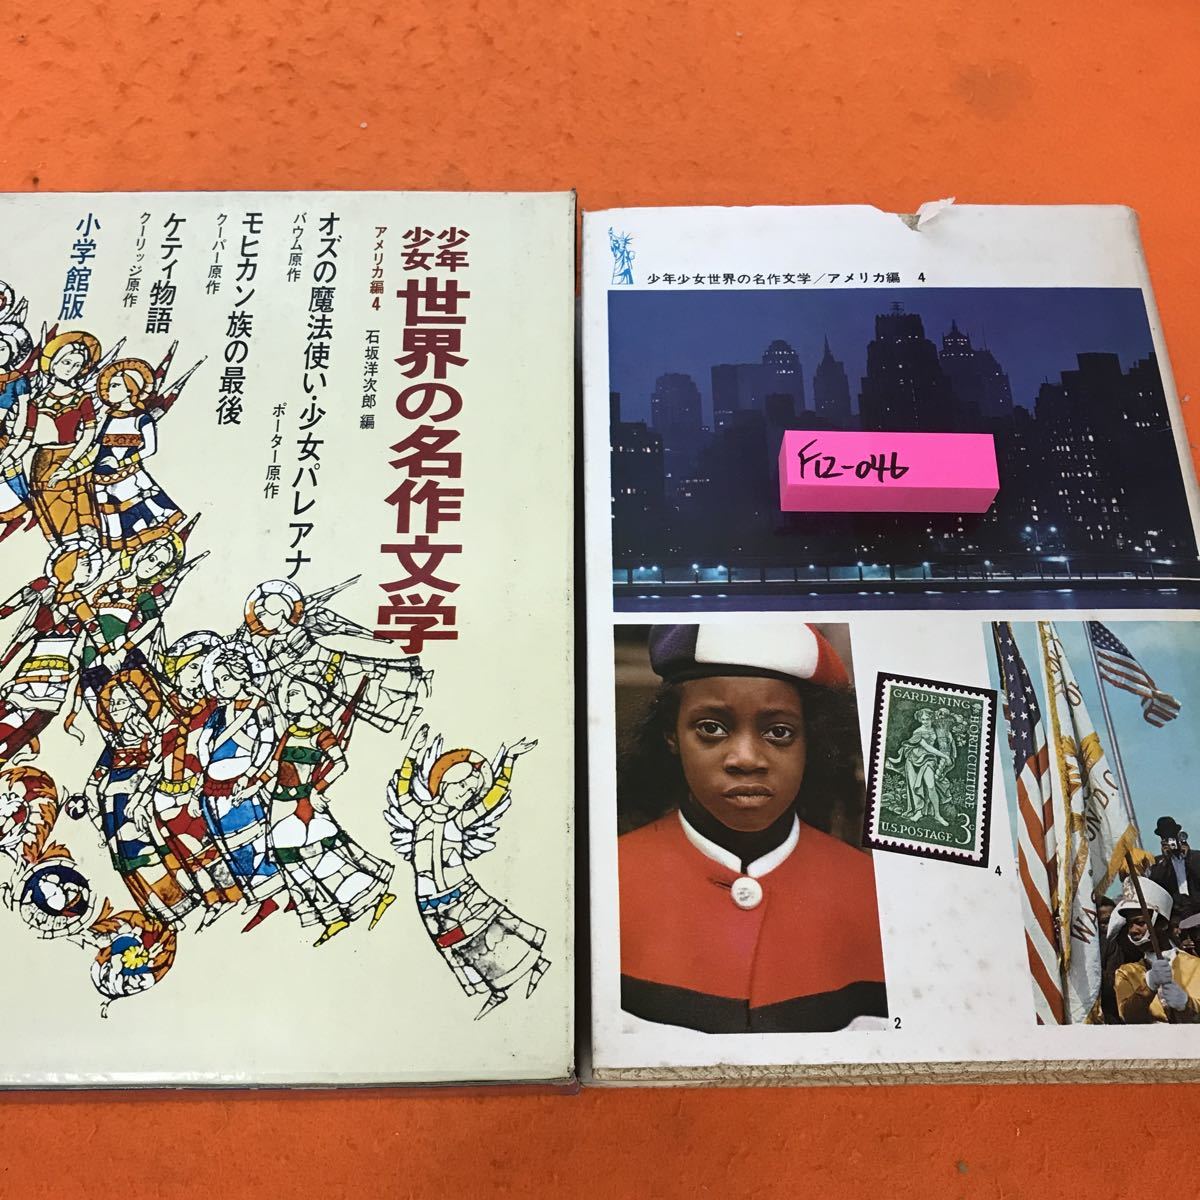 少年少女世界の名作文学
アメリカ編 4
石坂洋次郎 編
オズの魔法使い・少女パレアナ
バウム原作
ポーター原作
モヒカン族の最後
クーパー原作
ケティ物語
クーリッジ原作
小学館版
少年少女世界の名作文学/アメリカ編 4
F12-046
GARDENING
HORTICULTURE
U.S.POSTAGE 3c
4
2
WASHINGTON D.C.